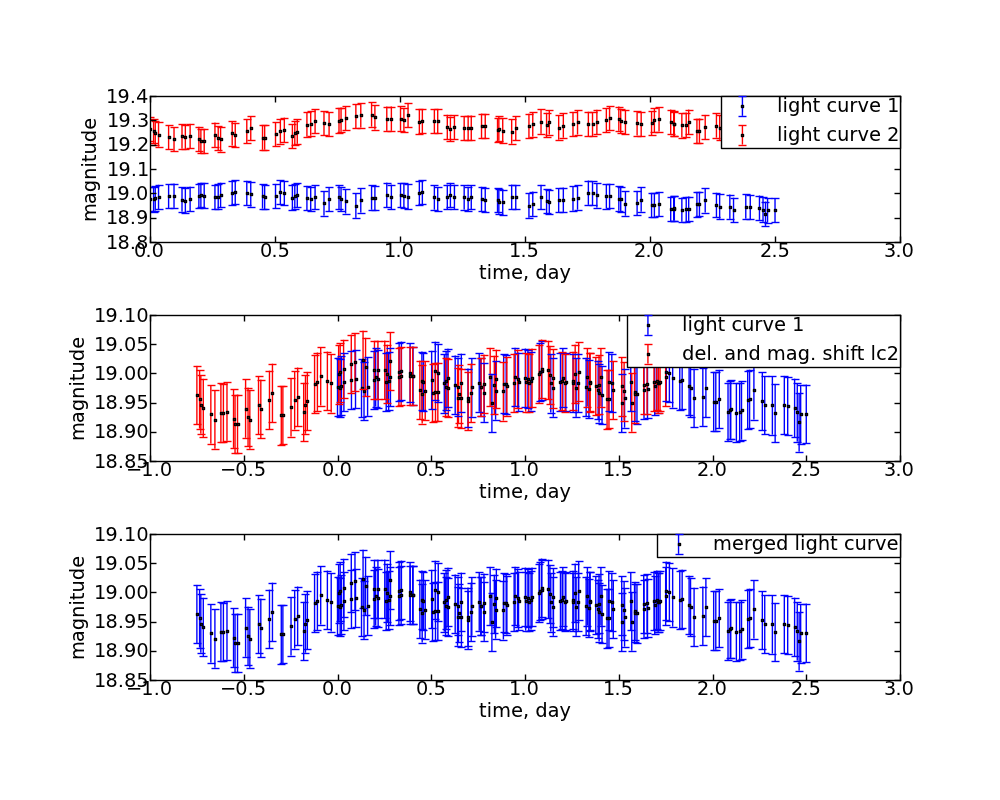 19.4
19.3
19.2
19.1
19.0
18.9
18.8
magnitude
light curve 1
light curve 2
0.0 0.5 1.0 1.5 2.0 2.5 3.0
time, day
19.10
19.05
19.00
18.95
18.90
18.85
magnitude
light curve 1
del. and mag. shift lc2
−1.0 −0.5 0.0 0.5 1.0 1.5 2.0 2.5 3.0
time, day
19.10
19.05
19.00
18.95
18.90
18.85
magnitude
merged light curve
−1.0 −0.5 0.0 0.5 1.0 1.5 2.0 2.5 3.0
time, day